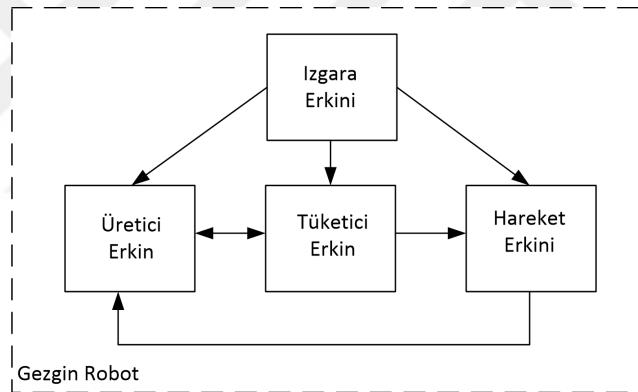 Izgara
Erkini
Üretici
Erkin
Tüketici
Erkin
Hareket
Erkini
Gezgin Robot